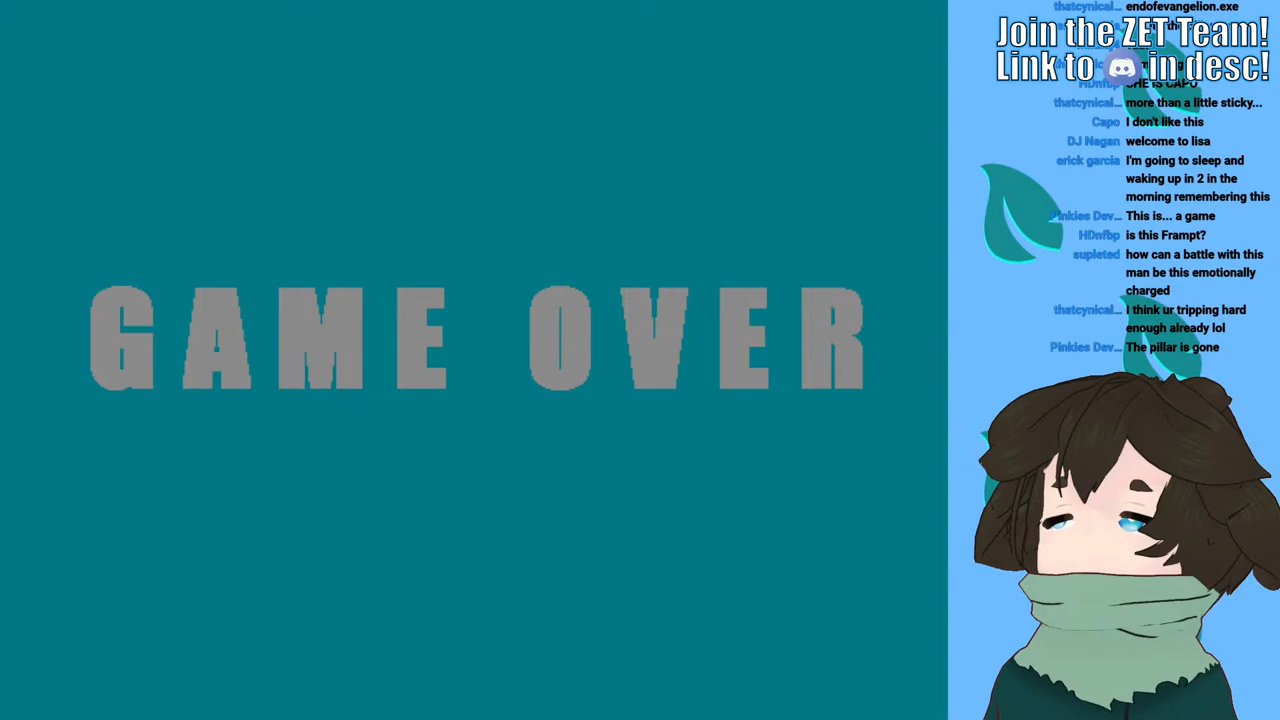 GAME OVER
thatcynical... endofevangelion.exe
Join the ZET Team!
Link to in desc!
HDnfbp SHE IS CAPO
thatcynical... more than a little sticky...
Capo I don't like this
DJ Nagan welcome to lisa
erick garcia I'm going to sleep and
waking up in 2 in the
morning remembering this
Pinkies Dev... This is... a game
HDnfbp is this Frampt?
supleted how can a battle with this
man be this emotionally
charged
thatcynical... I think ur tripping hard
enough already lol
Pinkies Dev... The pillar is gone